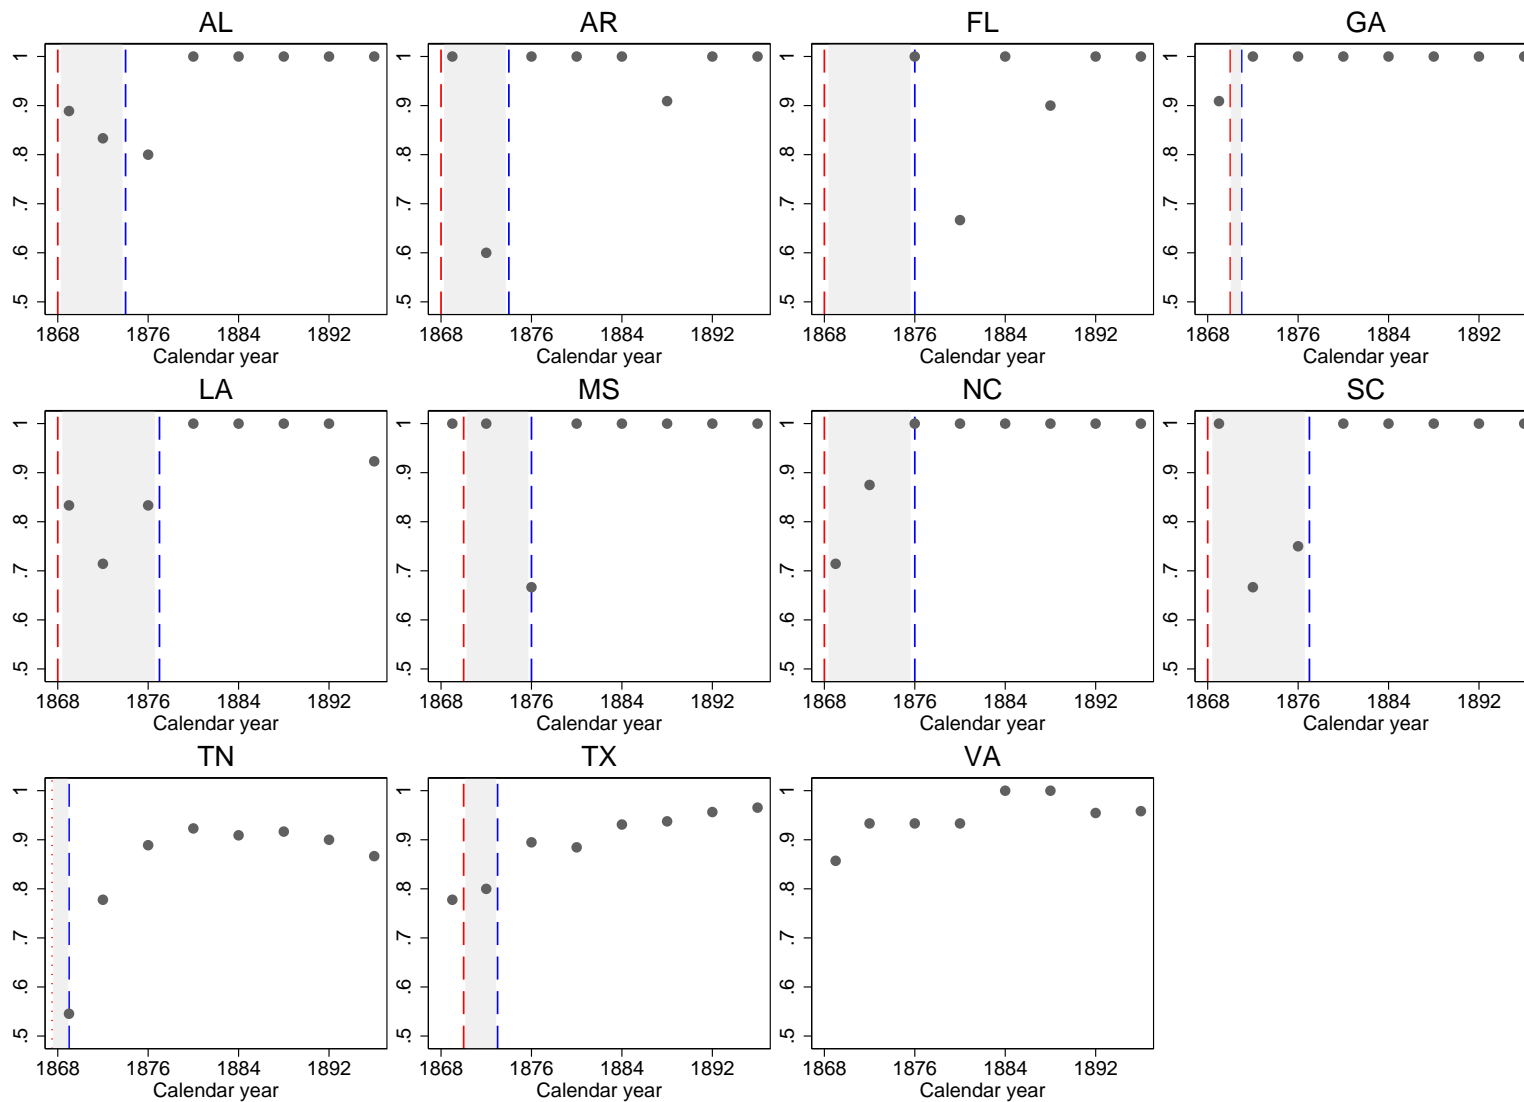 AL AR FL GA
1 1 1 1
.9 .9 .9 .9
.8 .8 .8 .8
.7 .7 .7 .7
.6 .6 .6 .6
.5 .5 .5 .5
1868 1876 1884 1892 1868 1876 1884 1892 1868 1876 1884 1892 1868 1876 1884 1892
Calendar year Calendar year Calendar year Calendar year
LA MS NC SC
1 1 1 1
.9 .9 .9 .9
.8 .8 .8 .8
.7 .7 .7 .7
.6 .6 .6 .6
.5 .5 .5 .5
1868 1876 1884 1892 1868 1876 1884 1892 1868 1876 1884 1892 1868 1876 1884 1892
Calendar year Calendar year Calendar year Calendar year
TN TX VA
1 1 1
.9 .9 .9
.8 .8 .8
.7 .7 .7
.6 .6 .6
.5 .5 .5
1868 1876 1884 1892 1868 1876 1884 1892 1868 1876 1884 1892
Calendar year Calendar year Calendar year